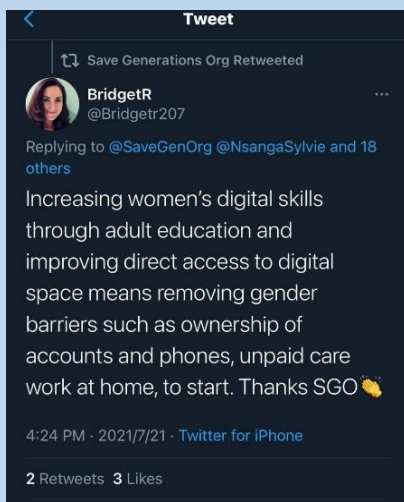 Tweet
Save Generations Org Retweeted
BridgetR
@Bridgetr207
Replying to @SaveGenOrg @NsangaSylvie and 18
others
Increasing women's digital skills
through adult education and
improving direct access to digital
space means removing gender
barriers such as ownership of
accounts and phones, unpaid care
work at home, to start. Thanks SGO👏
4:24 PM · 2021/7/21 · Twitter for iPhone
2 Retweets 3 Likes